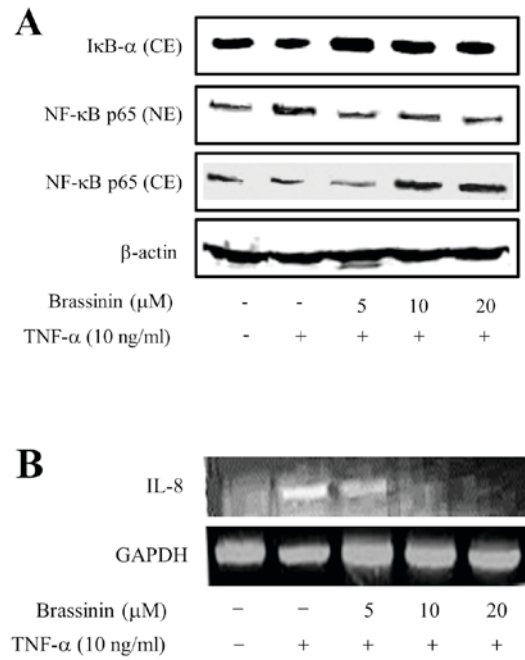 A
IκB-α (CE)
NF-κB p65 (NE)
NF-κB p65 (CE)
β-actin
Brassinin (μM) - - 5 10 20
TNF-α (10 ng/ml) - + + + +
B
IL-8
GAPDH
Brassinin (μM) − − 5 10 20
TNF-α (10 ng/ml) − + + + +